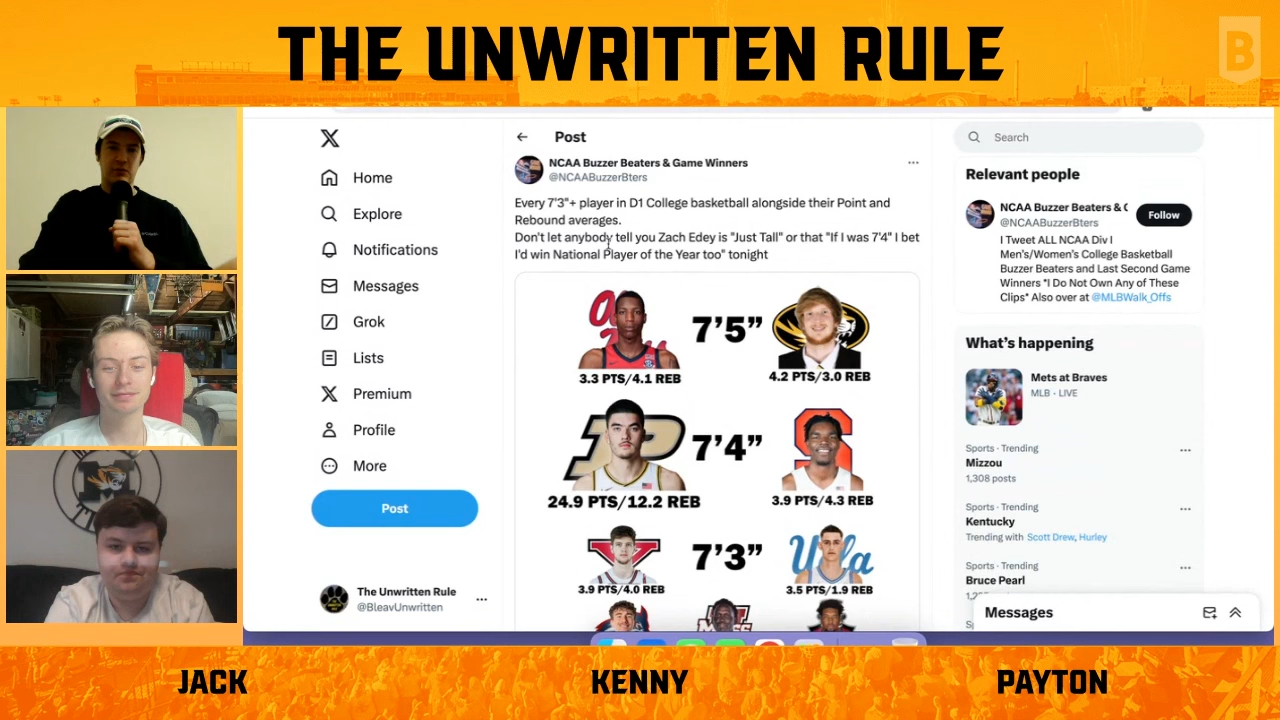 THE UNWRITTEN RULE
B
Post
Search
NCAA Buzzer Beaters & Game Winners
@NCAABuzzerBters
Every 7'3"+ player in D1 College basketball alongside their Point and
Rebound averages.
Don't let anybody tell you Zach Edey is "Just Tall" or that "If I was 7'4" I bet
I'd win National Player of the Year too" tonight
Home
Explore
Notifications
Messages
Grok
Lists
Premium
Profile
More
Post
The Unwritten Rule
@BleavUnwritten
7'5"
3.3 PTS/4.1 REB
4.2 PTS/3.0 REB
7'4"
24.9 PTS/12.2 REB
3.9 PTS/4.3 REB
7'3"
Ucla
3.9 PTS/4.0 REB
3.5 PTS/1.9 REB
Relevant people
NCAA Buzzer Beaters & G
@NCAABuzzerBters
Follow
I Tweet ALL NCAA Div I
Men's/Women's College Basketball
Buzzer Beaters and Last Second Game
Winners *I Do Not Own Any of These
Clips* Also over at @MLBWalk_Offs
What's happening
Mets at Braves
MLB · LIVE
Sports · Trending
Mizzou
1,308 posts
Sports · Trending
Kentucky
Trending with Scott Drew, Hurley
Sports · Trending
Bruce Pearl
Messages
JACK
KENNY
PAYTON